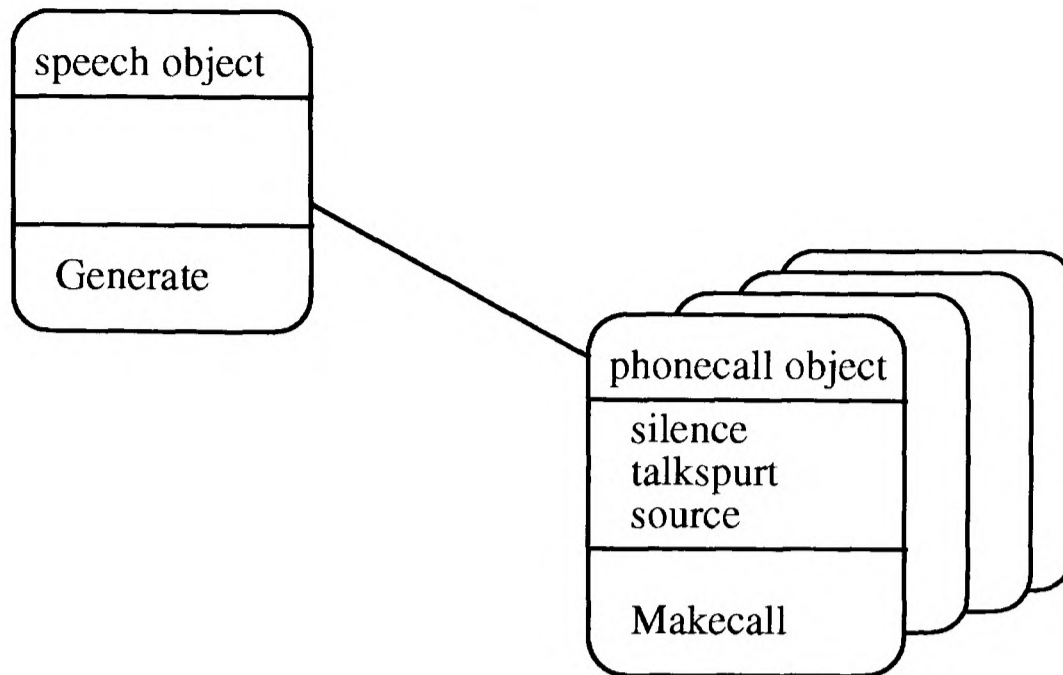 speech object
Generate
phonecall object
silence
talkspurt
source
Makecall